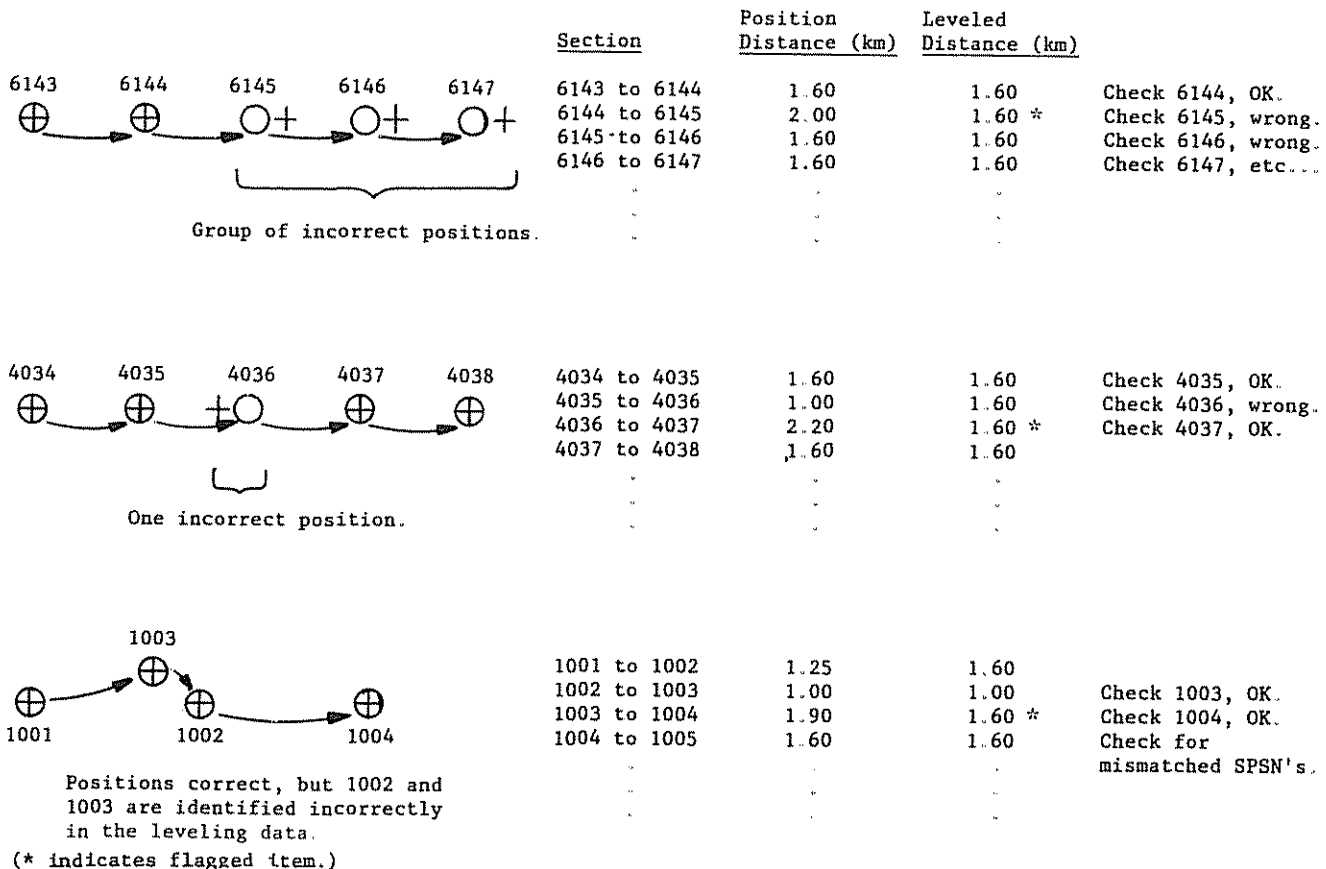 Position Leveled
Section Distance (km) Distance (km)
6143 6144 6145 6146 6147
6143 to 6144 1.60 1.60 Check 6144, OK.
6144 to 6145 2.00 1.60 * Check 6145, wrong.
6145 to 6146 1.60 1.60 Check 6146, wrong.
6146 to 6147 1.60 1.60 Check 6147, etc...
Group of incorrect positions.
4034 4035 4036 4037 4038
4034 to 4035 1.60 1.60 Check 4035, OK.
4035 to 4036 1.00 1.60 Check 4036, wrong.
4036 to 4037 2.20 1.60 * Check 4037, OK.
4037 to 4038 1.60 1.60
One incorrect position.
1003
1001 1002 1004
1001 to 1002 1.25 1.60
1002 to 1003 1.00 1.00 Check 1003, OK.
1003 to 1004 1.90 1.60 * Check 1004, OK.
1004 to 1005 1.60 1.60 Check for
mismatched SPSN's.
Positions correct, but 1002 and
1003 are identified incorrectly
in the leveling data.
(* indicates flagged item.)